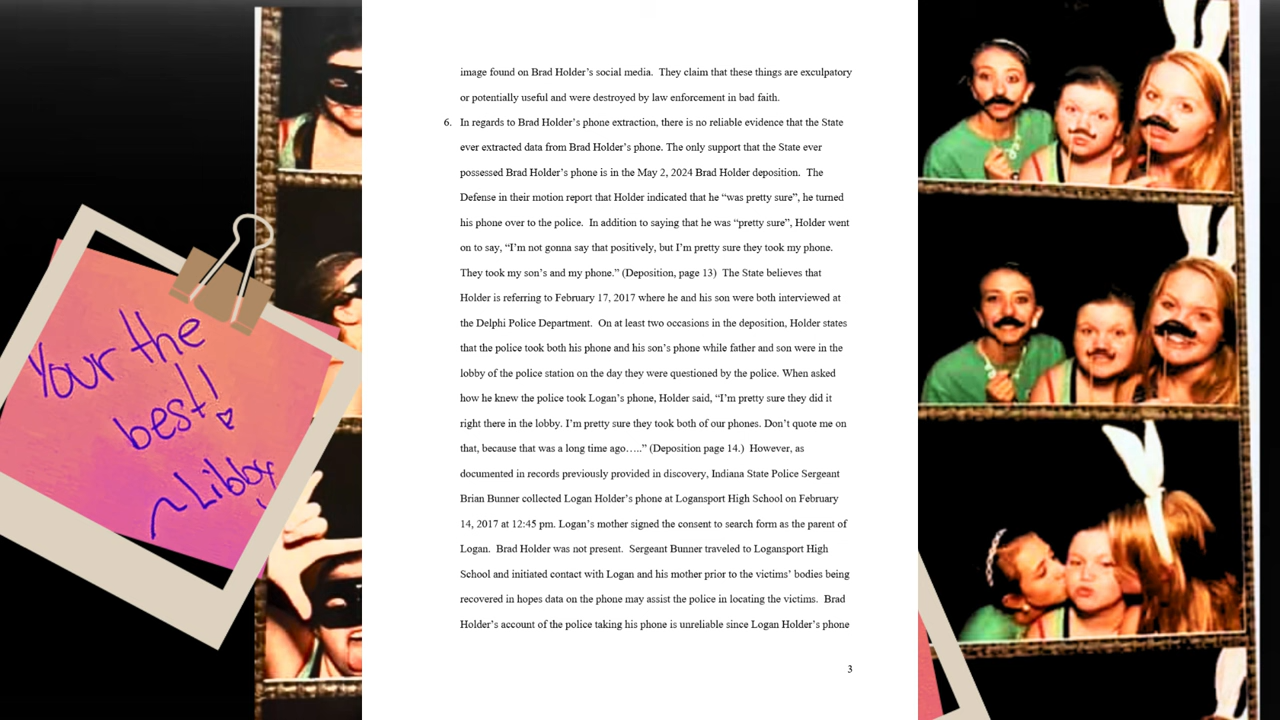 Your the
best!
~Libby
image found on Brad Holder's social media.  They claim that these things are exculpatory
or potentially useful and were destroyed by law enforcement in bad faith.
6. In regards to Brad Holder's phone extraction, there is no reliable evidence that the State
ever extracted data from Brad Holder's phone. The only support that the State ever
possessed Brad Holder's phone is in the May 2, 2024 Brad Holder deposition.  The
Defense in their motion report that Holder indicated that he “was pretty sure”, he turned
his phone over to the police.  In addition to saying that he was “pretty sure”, Holder went
on to say, “I'm not gonna say that positively, but I'm pretty sure they took my phone.
They took my son's and my phone.” (Deposition, page 13)  The State believes that
Holder is referring to February 17, 2017 where he and his son were both interviewed at
the Delphi Police Department.  On at least two occasions in the deposition, Holder states
that the police took both his phone and his son's phone while father and son were in the
lobby of the police station on the day they were questioned by the police. When asked
how he knew the police took Logan's phone, Holder said, “I'm pretty sure they did it
right there in the lobby. I'm pretty sure they took both of our phones. Don't quote me on
that, because that was a long time ago…..” (Deposition page 14.)  However, as
documented in records previously provided in discovery, Indiana State Police Sergeant
Brian Bunner collected Logan Holder's phone at Logansport High School on February
14, 2017 at 12:45 pm. Logan's mother signed the consent to search form as the parent of
Logan.  Brad Holder was not present.  Sergeant Bunner traveled to Logansport High
School and initiated contact with Logan and his mother prior to the victims' bodies being
recovered in hopes data on the phone may assist the police in locating the victims.  Brad
Holder's account of the police taking his phone is unreliable since Logan Holder's phone
3